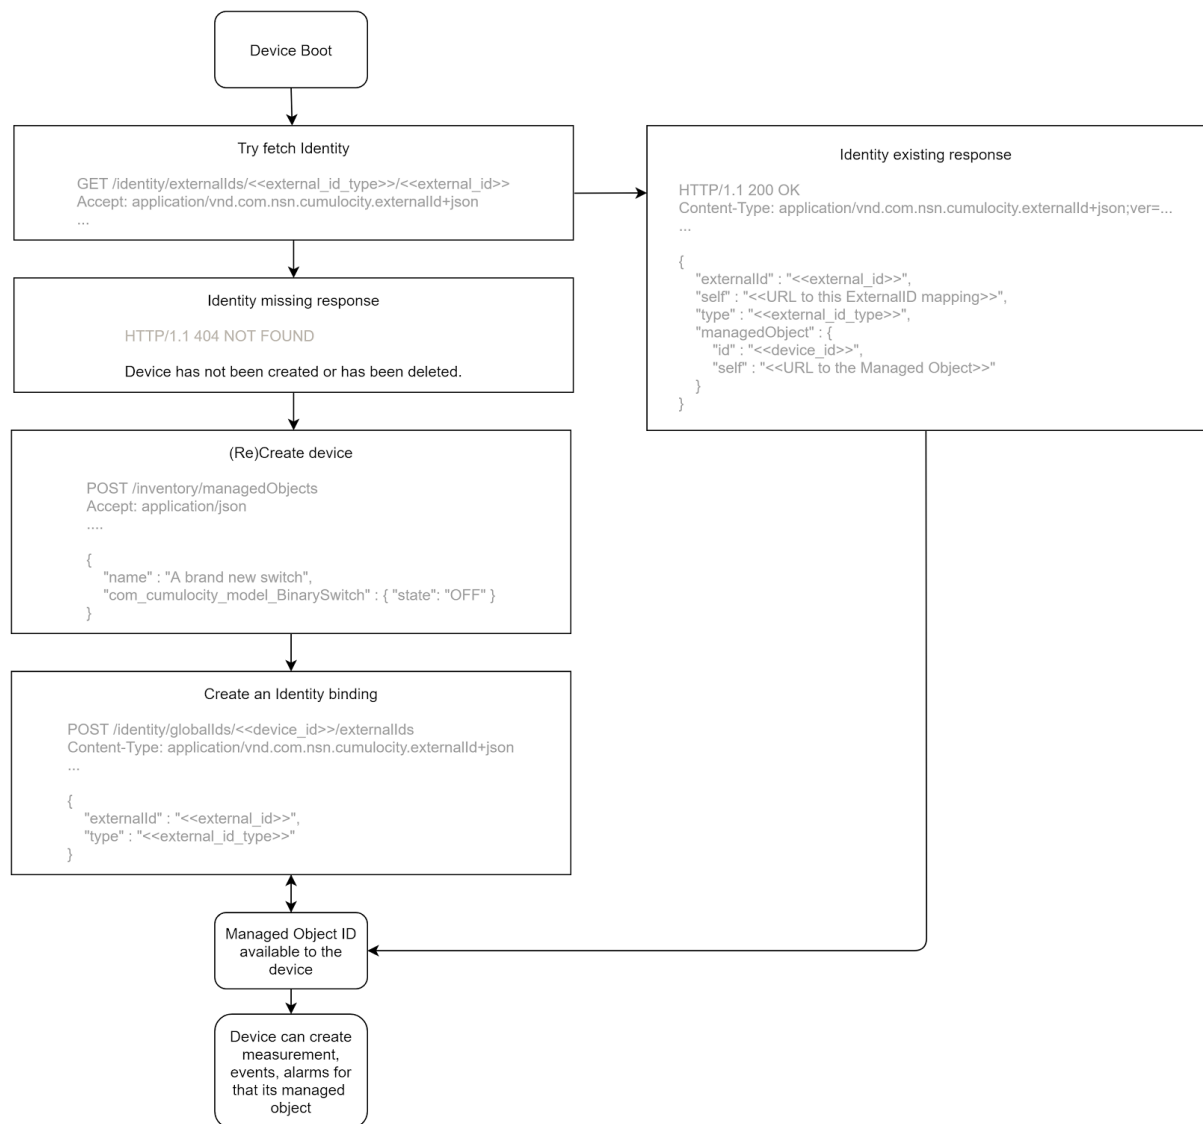 Device Boot
Try fetch Identity
GET /identity/externalIds/<<external_id_type>>/<<external_id>>
Accept: application/vnd.com.nsn.cumulocity.externalId+json
...
Identity existing response
HTTP/1.1 200 OK
Content-Type: application/vnd.com.nsn.cumulocity.externalId+json;ver=...
...
{
"externalId" : "<<external_id>>",
"self" : "<<URL to this ExternalID mapping>>",
"type" : "<<external_id_type>>",
"managedObject" : {
"id" : "<<device_id>>",
"self" : "<<URL to the Managed Object>>"
}
}
Identity missing response
HTTP/1.1 404 NOT FOUND
Device has not been created or has been deleted.
(Re)Create device
POST /inventory/managedObjects
Accept: application/json
....
{
"name" : "A brand new switch",
"com_cumulocity_model_BinarySwitch" : { "state": "OFF" }
}
Create an Identity binding
POST /identity/globalIds/<<device_id>>/externalIds
Content-Type: application/vnd.com.nsn.cumulocity.externalId+json
...
{
"externalId" : "<<external_id>>",
"type" : "<<external_id_type>>"
}
Managed Object ID
available to the
device
Device can create
measurement,
events, alarms for
that its managed
object